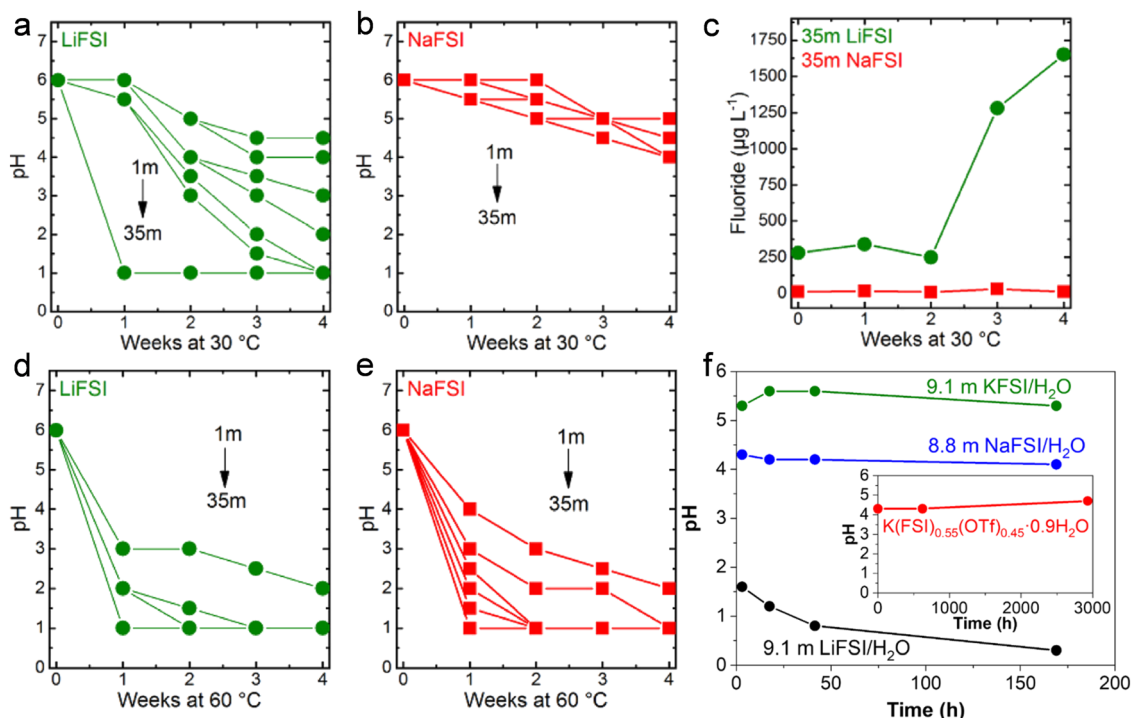 a
LiFSI
7
6
5
4
3
2
1
0
pH
1m
35m
0 1 2 3 4
Weeks at 30 °C
b
NaFSI
7
6
5
4
3
2
1
0
pH
1m
35m
0 1 2 3 4
Weeks at 30 °C
c
35m LiFSI
35m NaFSI
1750
1500
1250
1000
750
500
250
0
Fluoride (µg L⁻¹)
0 1 2 3 4
Weeks at 30 °C
d
LiFSI
7
6
5
4
3
2
1
0
pH
1m
35m
0 1 2 3 4
Weeks at 60 °C
e
NaFSI
7
6
5
4
3
2
1
0
pH
1m
35m
0 1 2 3 4
Weeks at 60 °C
f
6
5
4
3
2
1
0
pH
9.1 m KFSI/H₂O
8.8 m NaFSI/H₂O
6
5
4
3
2
1
0
pH
K(FSI)₀.₅₅(OTf)₀.₄₅·0.9H₂O
0 1000 2000 3000
Time (h)
9.1 m LiFSI/H₂O
0 50 100 150 200
Time (h)